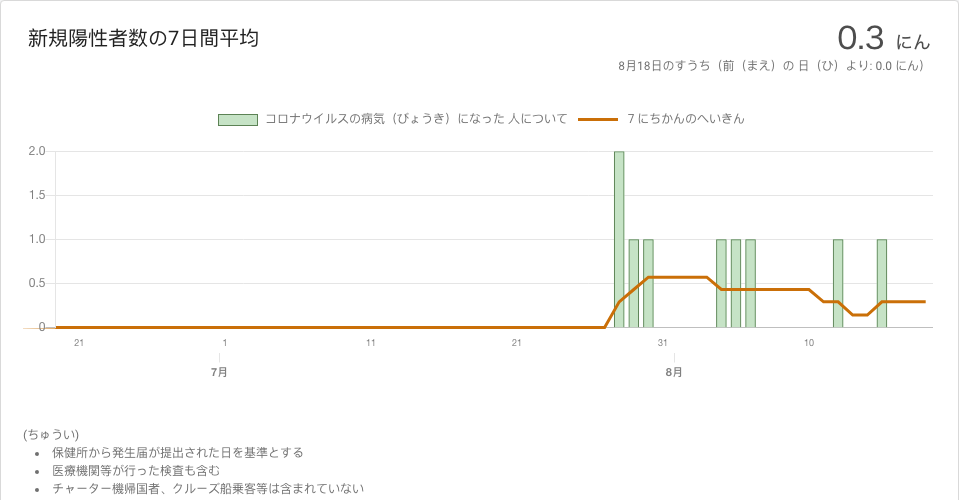 新規陽性者数の7日間平均
0.3 にん
8月18日のすうち（前（まえ）の 日（ひ）より: 0.0 にん）
コロナウイルスの病気（びょうき）になった 人について
7 にちかんのへいきん
2.0
1.5
1.0
0.5
0
21 1 11 21 31 10
7月 8月
(ちゅうい)
• 保健所から発生届が提出された日を基準とする
• 医療機関等が行った検査も含む
• チャーター機帰国者、クルーズ船乗客等は含まれていない